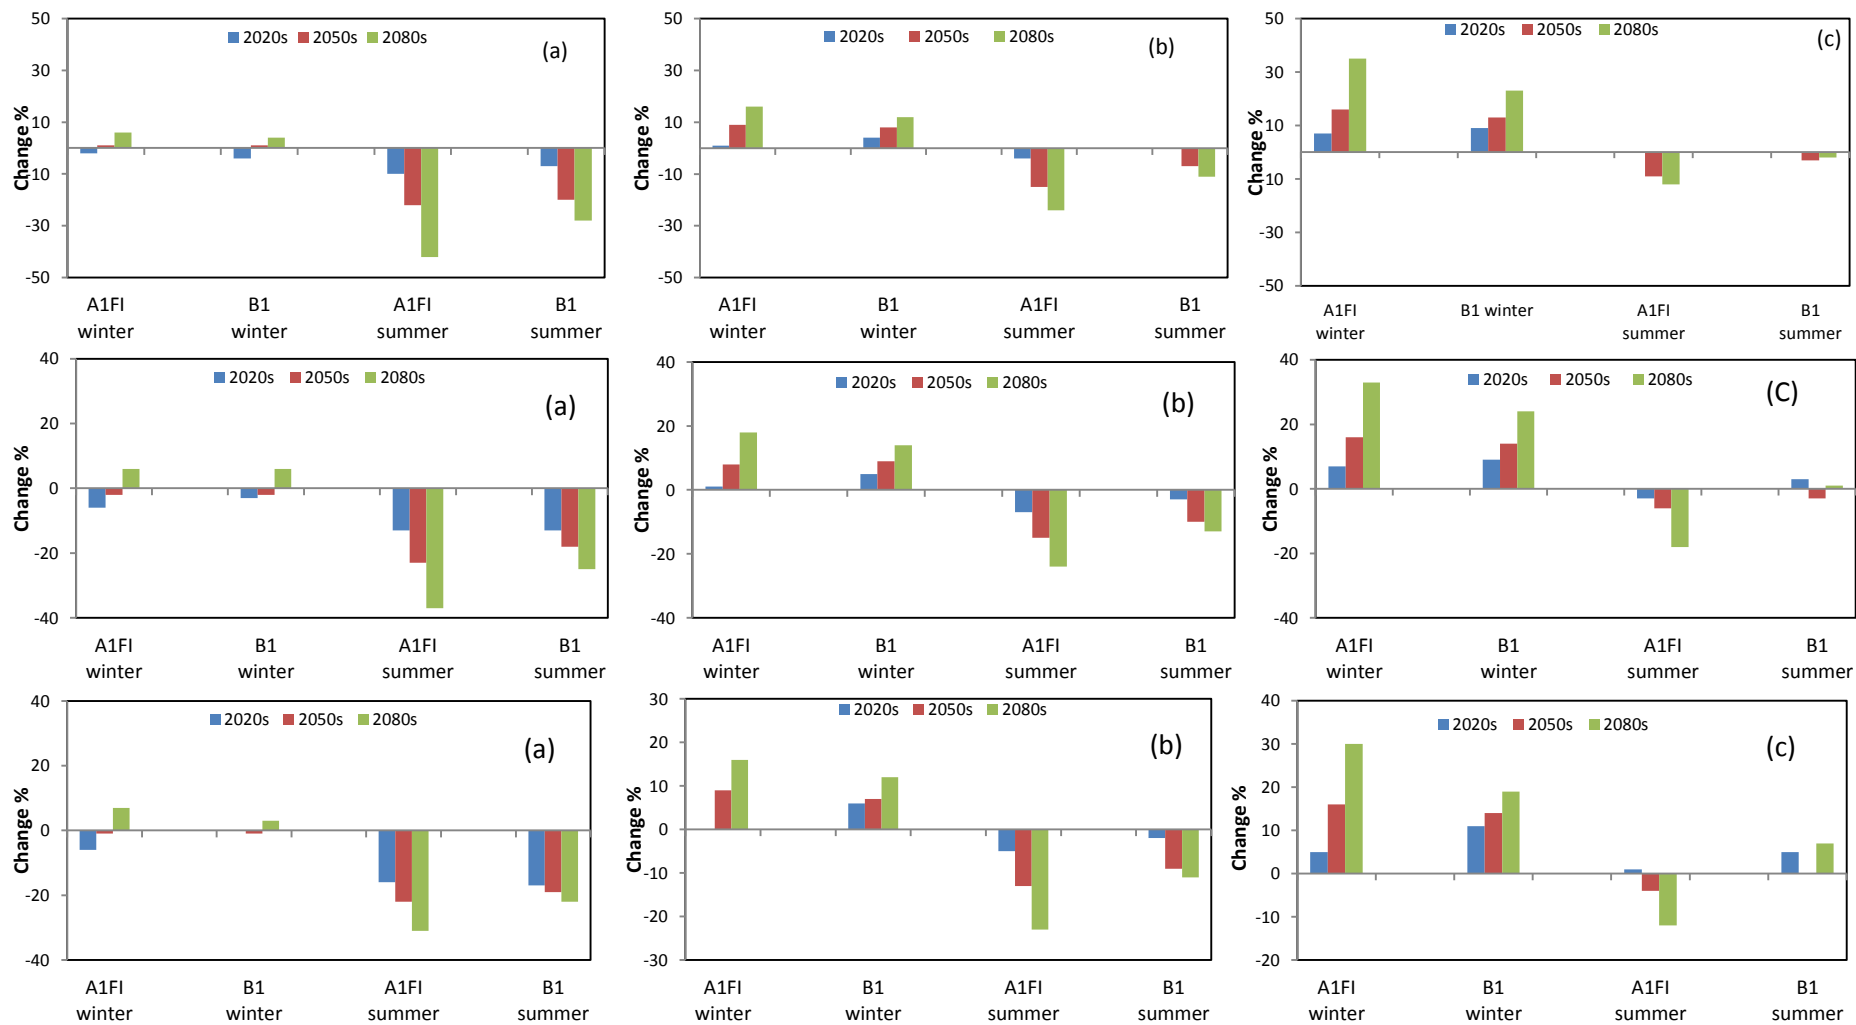 50
30
10
-10
-30
-50
Change %
2020s 2050s 2080s
(a)
A1FI winter
B1 winter
A1FI summer
B1 summer
50
30
10
-10
-30
-50
Change %
2020s 2050s 2080s
(b)
A1FI winter
B1 winter
A1FI summer
B1 summer
50
30
10
-10
-30
-50
Change %
2020s 2050s 2080s
(c)
A1FI winter
B1 winter
A1FI summer
B1 summer
40
20
0
-20
-40
Change %
2020s 2050s 2080s
(a)
A1FI winter
B1 winter
A1FI summer
B1 summer
40
20
0
-20
-40
Change %
2020s 2050s 2080s
(b)
A1FI winter
B1 winter
A1FI summer
B1 summer
40
20
0
-20
-40
Change %
2020s 2050s 2080s
(C)
A1FI winter
B1 winter
A1FI summer
B1 summer
40
20
0
-20
-40
Change %
2020s 2050s 2080s
(a)
A1FI winter
B1 winter
A1FI summer
B1 summer
30
20
10
0
-10
-20
-30
Change %
2020s 2050s 2080s
(b)
A1FI winter
B1 winter
A1FI summer
B1 summer
40
30
20
10
0
-10
-20
Change %
2020s 2050s 2080s
(c)
A1FI winter
B1 winter
A1FI summer
B1 summer